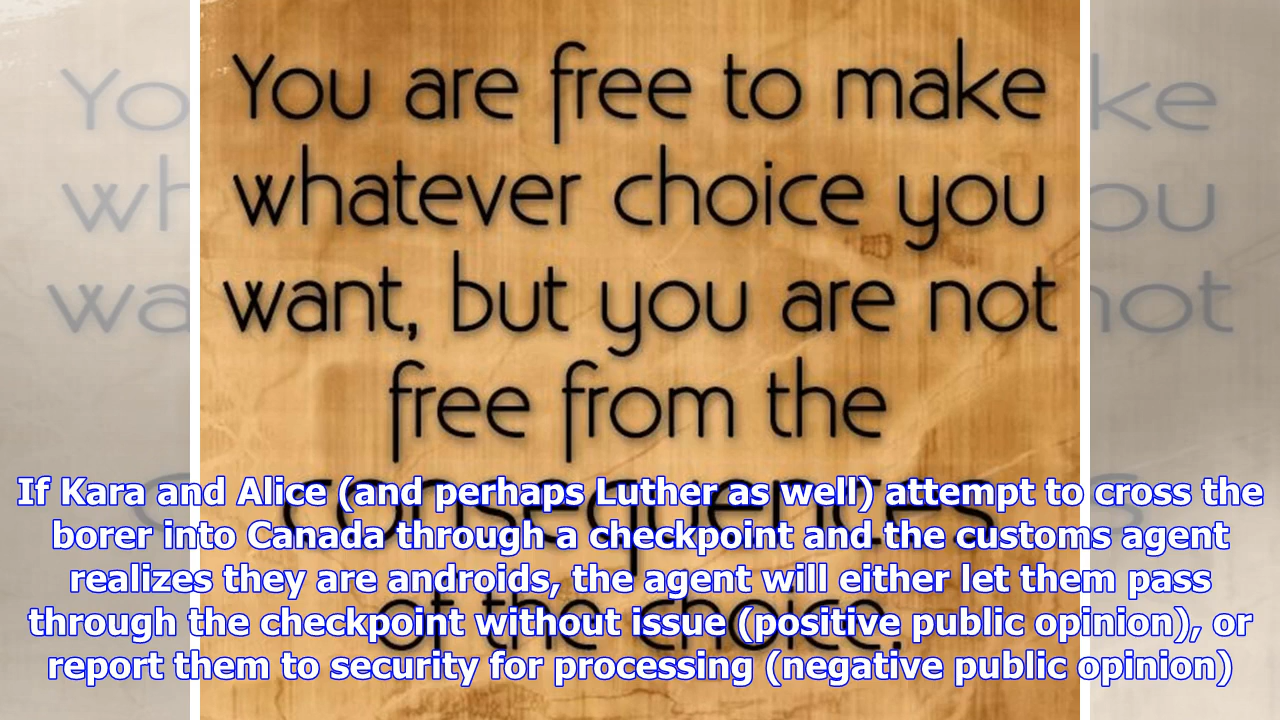 You are free to make
whatever choice you
want, but you are not
free from the
consequences
of the choice.
If Kara and Alice (and perhaps Luther as well) attempt to cross the
borer into Canada through a checkpoint and the customs agent
realizes they are androids, the agent will either let them pass
through the checkpoint without issue (positive public opinion), or
report them to security for processing (negative public opinion)